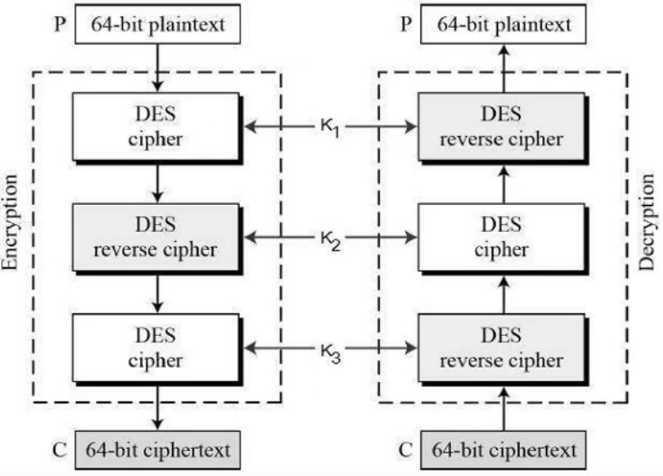 P 64-bit plaintext
P 64-bit plaintext
Encryption
DES
cipher
K1
DES
reverse cipher
DES
reverse cipher
K2
DES
cipher
DES
cipher
K3
DES
reverse cipher
Decryption
C 64-bit ciphertext
C 64-bit ciphertext